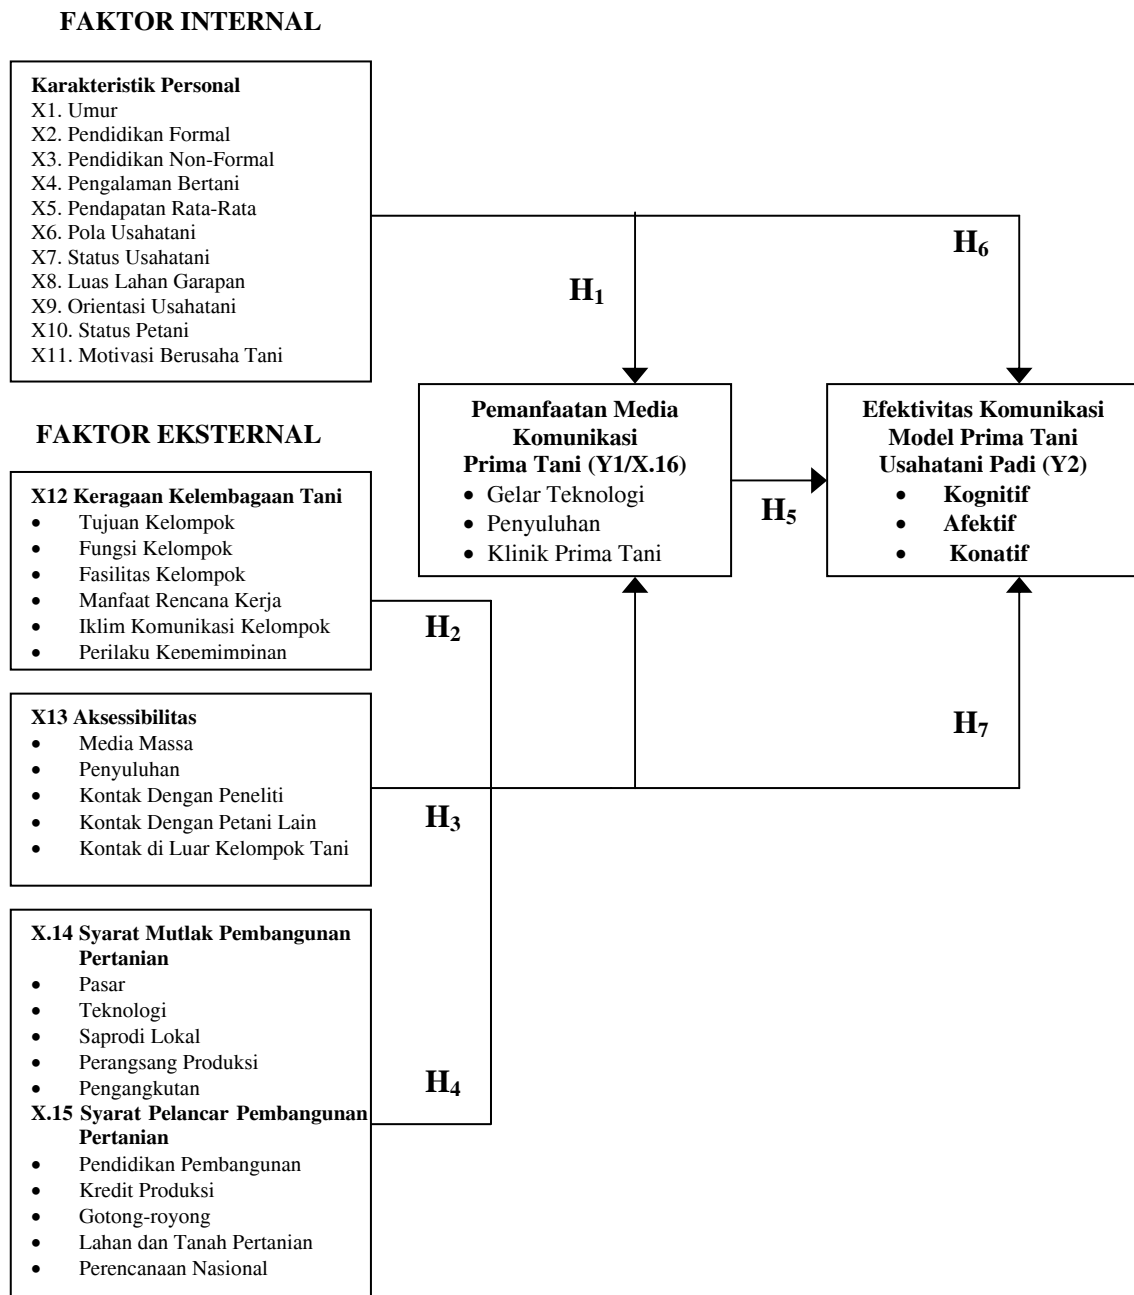 FAKTOR INTERNAL
Karakteristik Personal
X1. Umur
X2. Pendidikan Formal
X3. Pendidikan Non-Formal
X4. Pengalaman Bertani
X5. Pendapatan Rata-Rata
X6. Pola Usahatani
X7. Status Usahatani
X8. Luas Lahan Garapan
X9. Orientasi Usahatani
X10. Status Petani
X11. Motivasi Berusaha Tani
H1
H6
Pemanfaatan Media
Komunikasi
Prima Tani (Y1/X.16)
• Gelar Teknologi
• Penyuluhan
• Klinik Prima Tani
H5
Efektivitas Komunikasi
Model Prima Tani
Usahatani Padi (Y2)
• Kognitif
• Afektif
• Konatif
FAKTOR EKSTERNAL
X12 Keragaan Kelembagaan Tani
• Tujuan Kelompok
• Fungsi Kelompok
• Fasilitas Kelompok
• Manfaat Rencana Kerja
• Iklim Komunikasi Kelompok
• Perilaku Kepemimpinan
H2
X13 Aksessibilitas
• Media Massa
• Penyuluhan
• Kontak Dengan Peneliti
• Kontak Dengan Petani Lain
• Kontak di Luar Kelompok Tani
H3
H7
X.14 Syarat Mutlak Pembangunan
Pertanian
• Pasar
• Teknologi
• Saprodi Lokal
• Perangsang Produksi
• Pengangkutan
X.15 Syarat Pelancar Pembangunan
Pertanian
• Pendidikan Pembangunan
• Kredit Produksi
• Gotong-royong
• Lahan dan Tanah Pertanian
• Perencanaan Nasional
H4